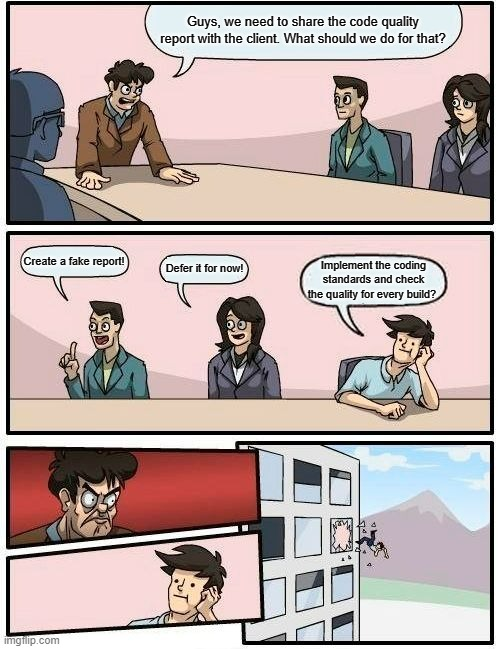 Guys, we need to share the code quality
report with the client. What should we do for that?
Create a fake report!
Defer it for now!
Implement the coding
standards and check
the quality for every build?
imgflip.com